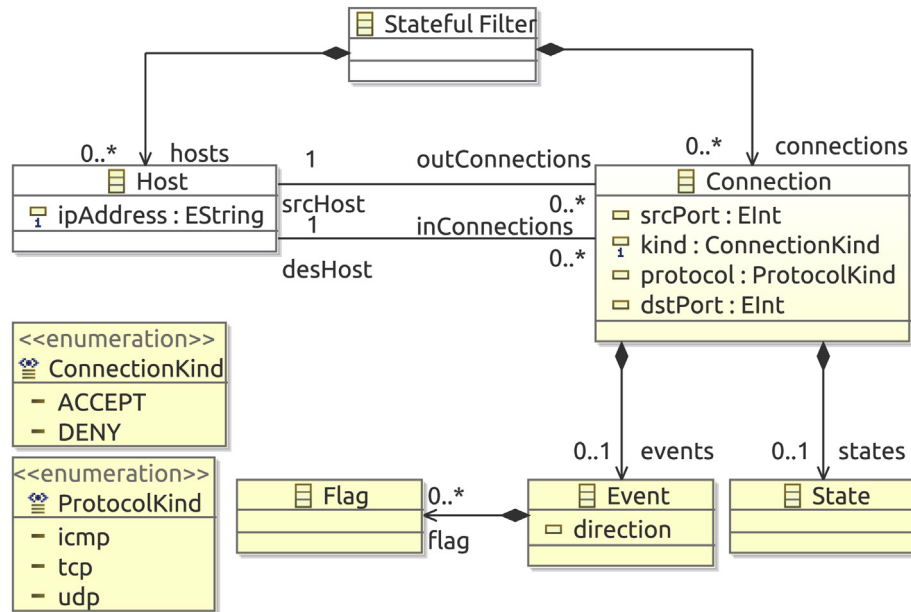 Stateful Filter
0..* hosts
0..* connections
Host
ipAddress : EString
1
1 outConnections
srcHost 0..*
1 inConnections
desHost 0..*
Connection
srcPort : EInt
kind : ConnectionKind
1
protocol : ProtocolKind
dstPort : EInt
<<enumeration>>
ConnectionKind
ACCEPT
DENY
<<enumeration>>
ProtocolKind
icmp
tcp
udp
0..1 events
0..1 states
Flag
0..*
flag
Event
direction
State